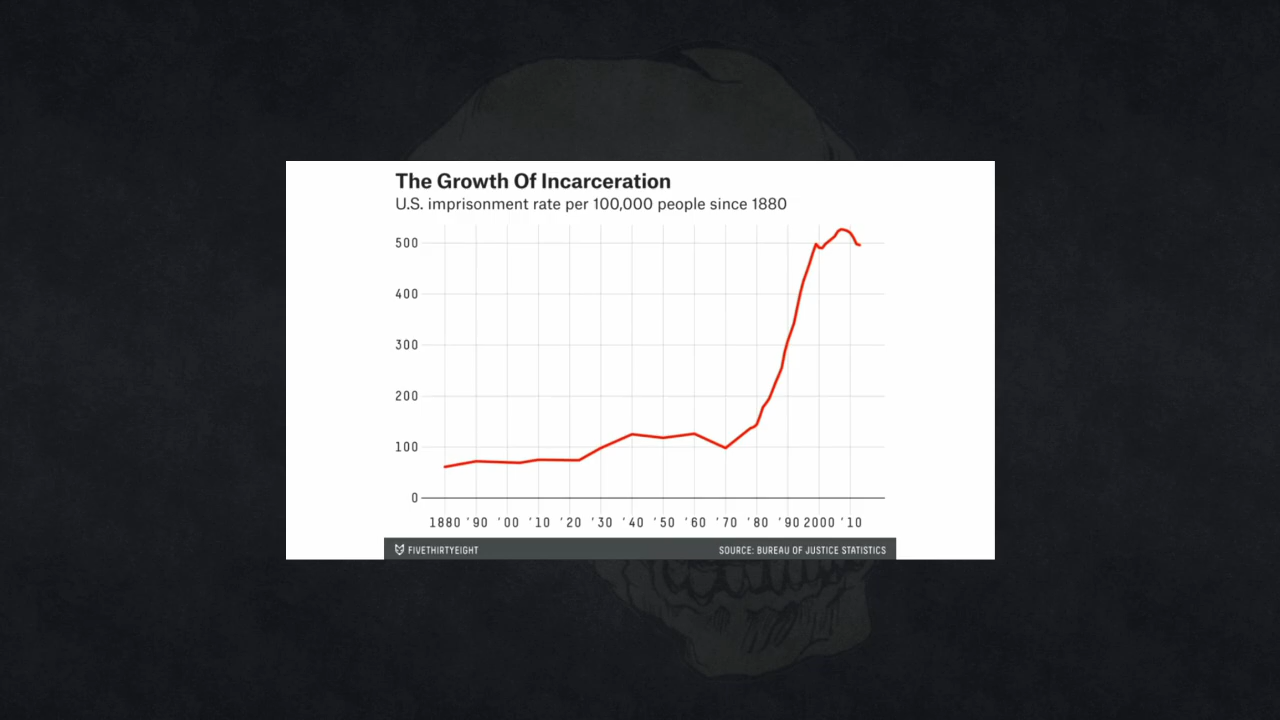 The Growth Of Incarceration
U.S. imprisonment rate per 100,000 people since 1880
500
400
300
200
100
0
1880 '90 '00 '10 '20 '30 '40 '50 '60 '70 '80 '90 2000 '10
FIVETHIRTYEIGHT SOURCE: BUREAU OF JUSTICE STATISTICS